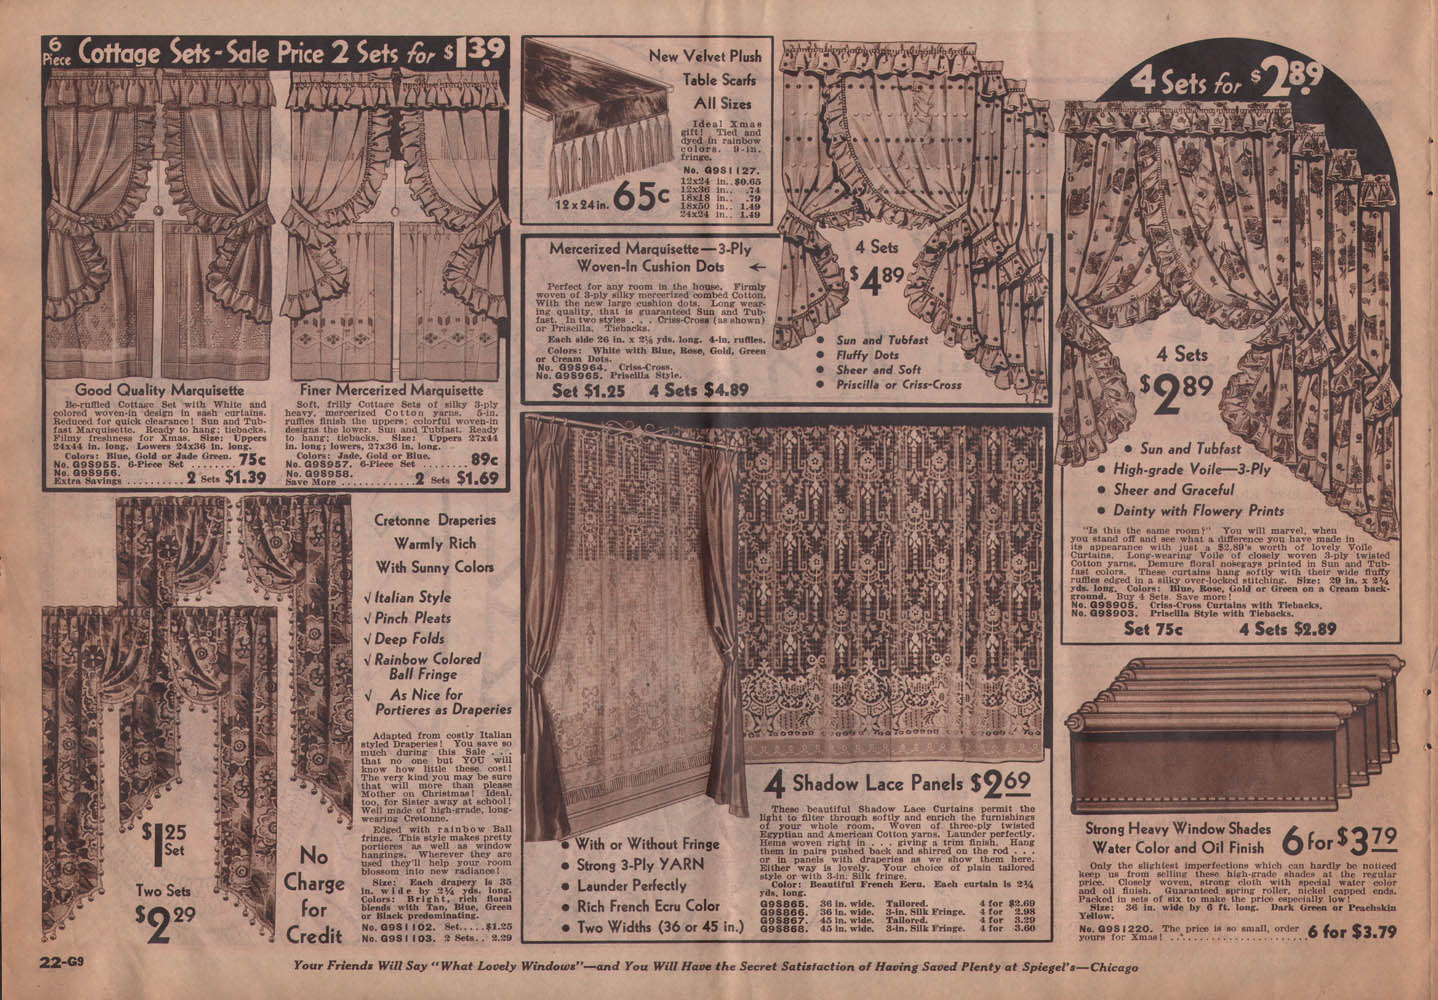 6 Piece Cottage Sets - Sale Price 2 Sets for $1.39
Good Quality Marquisette
Be-ruffled Cottage Set with White and
colored woven-in design in sash curtains.
Reduced for quick clearance! Sun and Tub-
fast Marquisette. Ready to hang; tiebacks.
Filmy freshness for Xmas. Size: Uppers
24x44 in. long. Lowers 24x36 in. long.
Colors: Blue, Gold or Jade Green.
No. G9S955. 6-Piece Set ....... 75c
No. G9S956.
Extra Savings .......... 2 Sets $1.39
Finer Mercerized Marquisette
Soft, frilly Cottage Sets of silky 3-ply
heavy, mercerized Cotton yarns. 5-in.
ruffles finish the uppers; colorful woven-in
designs the lower. Sun and Tubfast. Ready
to hang; tiebacks. Size: Uppers 27x44
in. long; lowers, 27x36 in. long.
Colors: Jade, Gold or Blue.
No. G9S957. 6-Piece Set ....... 89c
No. G9S958.
Save More ............ 2 Sets $1.69
New Velvet Plush
Table Scarfs
All Sizes
Ideal Xmas
gift! Tied and
dyed in rainbow
colors. 9-in.
fringe.
No. G9S1127.
12x24 in.. $0.65
12x36 in.. .74
18x18 in.. .79
18x50 in.. 1.49
24x24 in.. 1.49
12x24 in. 65c
Mercerized Marquisette—3-Ply
Woven-In Cushion Dots
Perfect for any room in the house. Firmly
woven of 3-ply silky mercerized combed Cotton.
With the new large cushion dots. Long wear-
ing quality, that is guaranteed Sun and Tub-
fast. In two styles . . . Criss-Cross (as shown)
or Priscilla. Tiebacks.
Each side 26 in. x 2⅙ yds. long. 4-in. ruffles.
Colors: White with Blue, Rose, Gold, Green
or Cream Dots.
No. G9S964. Criss-Cross.
No. G9S965. Priscilla Style.
Set $1.25 4 Sets $4.89
4 Sets
$4.89
• Sun and Tubfast
• Fluffy Dots
• Sheer and Soft
• Priscilla or Criss-Cross
4 Sets for $2.89
4 Sets
$2.89
• Sun and Tubfast
• High-grade Voile—3-Ply
• Sheer and Graceful
• Dainty with Flowery Prints
"Is this the same room?" You will marvel, when
you stand off and see what a difference you have made in
its appearance with just a $2.89's worth of lovely Voile
Curtains. Long-wearing Voile of closely woven 3-ply twisted
Cotton yarns. Demure floral nosegays printed in Sun and Tub-
fast colors. These curtains hang softly with their wide fluffy
ruffles edged in a silky over-locked stitching. Size: 29 in. x 2¼
yds. long. Colors: Blue, Rose, Gold or Green on a Cream back-
ground. Buy 4 Sets. Save more!
No. G9S905. Criss-Cross Curtains with Tiebacks.
No. G9S903. Priscilla Style with Tiebacks.
Set 75c 4 Sets $2.89
Cretonne Draperies
Warmly Rich
With Sunny Colors
√ Italian Style
√ Pinch Pleats
√ Deep Folds
√ Rainbow Colored
Ball Fringe
√ As Nice for
Portieres as Draperies
Adapted from costly Italian
styled Draperies! You save so
much during this Sale . . .
that no one but YOU will
know how little these cost!
The very kind you may be sure
that will more than please
Mother on Christmas! Ideal,
too, for Sister away at school!
Well made of high-grade, long-
wearing Cretonne.
Edged with rainbow Ball
fringe. This style makes pretty
portieres as well as window
hangings. Wherever they are
used they'll help your room
blossom into new radiance!
Size: Each drapery is 35
in. wide by 2¼ yds. long.
Colors: Bright, rich floral
blends with Tan, Blue, Green
or Black predominating.
No. G9S1102. Set.....$1.25
No. G9S1103. 2 Sets.. 2.29
$1.25
Set
Two Sets
$2.29
No
Charge
for
Credit
• With or Without Fringe
• Strong 3-Ply YARN
• Launder Perfectly
• Rich French Ecru Color
• Two Widths (36 or 45 in.)
4 Shadow Lace Panels $2.69
These beautiful Shadow Lace Curtains permit the
light to filter through softly and enrich the furnishings
of your whole room. Woven of three-ply twisted
Egyptian and American Cotton yarns. Launder perfectly.
Hems woven right in . . . giving a trim finish. Hang
them in pairs pushed back and shirred on the rod . . .
or in panels with draperies as we show them here.
Either way is lovely. Your choice of plain tailored
style or with 3-in. Silk fringe.
Color: Beautiful French Ecru. Each curtain is 2¼
yds. long.
G9S865. 36 in. wide. Tailored. 4 for $2.69
G9S866. 36 in. wide. 3-in. Silk Fringe. 4 for 2.98
G9S867. 45 in. wide. Tailored. 4 for 3.29
G9S868. 45 in. wide. 3-in. Silk Fringe. 4 for 3.60
Strong Heavy Window Shades
Water Color and Oil Finish 6 for $3.79
Only the slightest imperfections which can hardly be noticed
keep us from selling these high-grade shades at the regular
price. Closely woven, strong cloth with special water color
and oil finish. Guaranteed spring roller, nickel capped ends.
Packed in sets of six to make the price especially low!
Size: 36 in. wide by 6 ft. long. Dark Green or Peachskin
Yellow.
No. G9S1220. The price is so small, order
yours for Xmas! ........................ 6 for $3.79
22-G9
Your Friends Will Say "What Lovely Windows"—and You Will Have the Secret Satisfaction of Having Saved Plenty at Spiegel's—Chicago